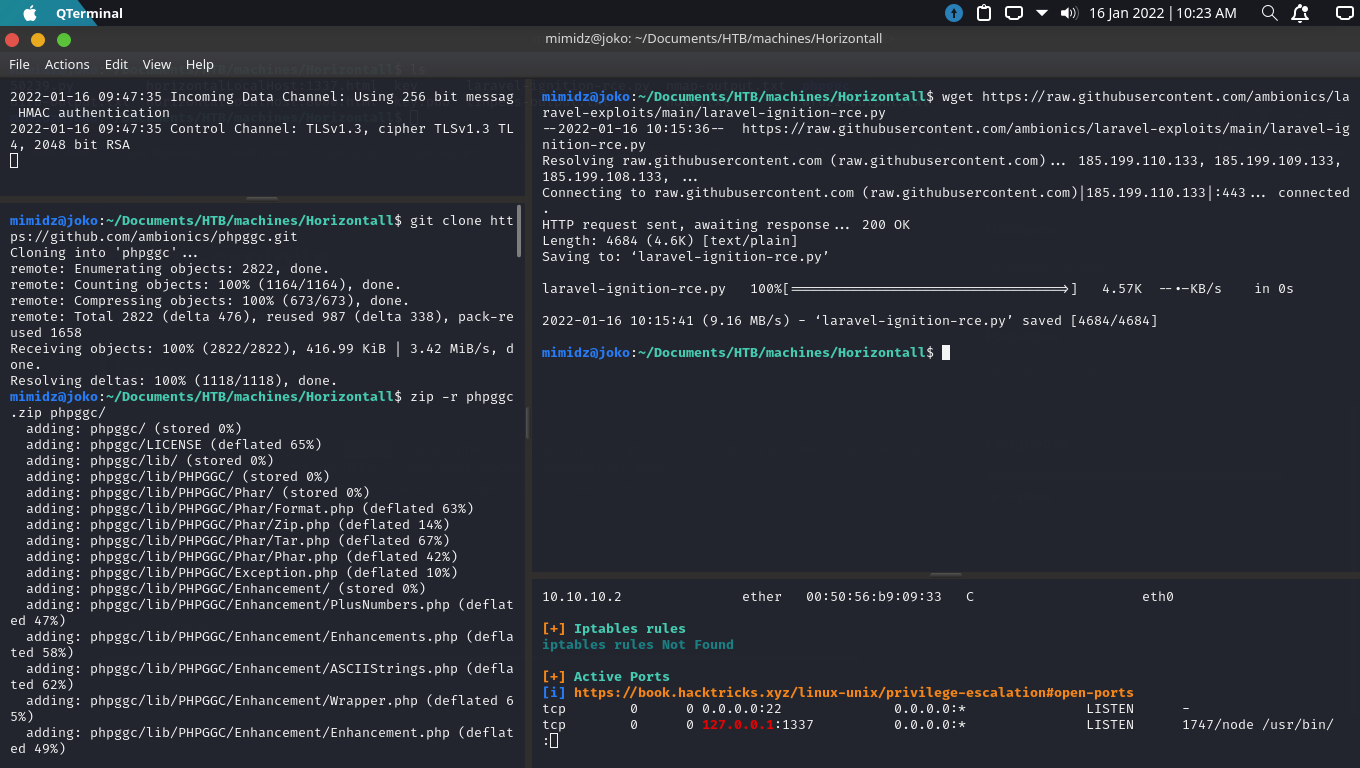 QTerminal
16 Jan 2022 | 10:23 AM
mimidz@joko: ~/Documents/HTB/machines/Horizontall
File Actions Edit View Help
2022-01-16 09:47:35 Incoming Data Channel: Using 256 bit messag
 HMAC authentication
2022-01-16 09:47:35 Control Channel: TLSv1.3, cipher TLSv1.3 TL
4, 2048 bit RSA
mimidz@joko:~/Documents/HTB/machines/Horizontall$ git clone htt
ps://github.com/ambionics/phpggc.git
Cloning into 'phpggc'...
remote: Enumerating objects: 2822, done.
remote: Counting objects: 100% (1164/1164), done.
remote: Compressing objects: 100% (673/673), done.
remote: Total 2822 (delta 476), reused 987 (delta 338), pack-re
used 1658
Receiving objects: 100% (2822/2822), 416.99 KiB | 3.42 MiB/s, d
one.
Resolving deltas: 100% (1118/1118), done.
mimidz@joko:~/Documents/HTB/machines/Horizontall$ zip -r phpggc
.zip phpggc/
  adding: phpggc/ (stored 0%)
  adding: phpggc/LICENSE (deflated 65%)
  adding: phpggc/lib/ (stored 0%)
  adding: phpggc/lib/PHPGGC/ (stored 0%)
  adding: phpggc/lib/PHPGGC/Phar/ (stored 0%)
  adding: phpggc/lib/PHPGGC/Phar/Format.php (deflated 63%)
  adding: phpggc/lib/PHPGGC/Phar/Zip.php (deflated 14%)
  adding: phpggc/lib/PHPGGC/Phar/Tar.php (deflated 67%)
  adding: phpggc/lib/PHPGGC/Phar/Phar.php (deflated 42%)
  adding: phpggc/lib/PHPGGC/Exception.php (deflated 10%)
  adding: phpggc/lib/PHPGGC/Enhancement/ (stored 0%)
  adding: phpggc/lib/PHPGGC/Enhancement/PlusNumbers.php (deflat
ed 47%)
  adding: phpggc/lib/PHPGGC/Enhancement/Enhancements.php (defla
ted 58%)
  adding: phpggc/lib/PHPGGC/Enhancement/ASCIIStrings.php (defla
ted 62%)
  adding: phpggc/lib/PHPGGC/Enhancement/Wrapper.php (deflated 6
5%)
  adding: phpggc/lib/PHPGGC/Enhancement/Enhancement.php (deflat
ed 49%)
mimidz@joko:~/Documents/HTB/machines/Horizontall$ wget https://raw.githubusercontent.com/ambionics/la
ravel-exploits/main/laravel-ignition-rce.py
--2022-01-16 10:15:36--  https://raw.githubusercontent.com/ambionics/laravel-exploits/main/laravel-ig
nition-rce.py
Resolving raw.githubusercontent.com (raw.githubusercontent.com)... 185.199.110.133, 185.199.109.133,
185.199.108.133, ...
Connecting to raw.githubusercontent.com (raw.githubusercontent.com)|185.199.110.133|:443... connected
.
HTTP request sent, awaiting response... 200 OK
Length: 4684 (4.6K) [text/plain]
Saving to: ‘laravel-ignition-rce.py’
laravel-ignition-rce.py   100%[==================================>]   4.57K  --.-KB/s    in 0s
2022-01-16 10:15:41 (9.16 MB/s) - ‘laravel-ignition-rce.py’ saved [4684/4684]
mimidz@joko:~/Documents/HTB/machines/Horizontall$
10.10.10.2               ether   00:50:56:b9:09:33   C                     eth0
[+] Iptables rules
iptables rules Not Found
[+] Active Ports
[i] https://book.hacktricks.xyz/linux-unix/privilege-escalation#open-ports
tcp        0      0 0.0.0.0:22              0.0.0.0:*               LISTEN      -
tcp        0      0 127.0.0.1:1337          0.0.0.0:*               LISTEN      1747/node /usr/bin/
: